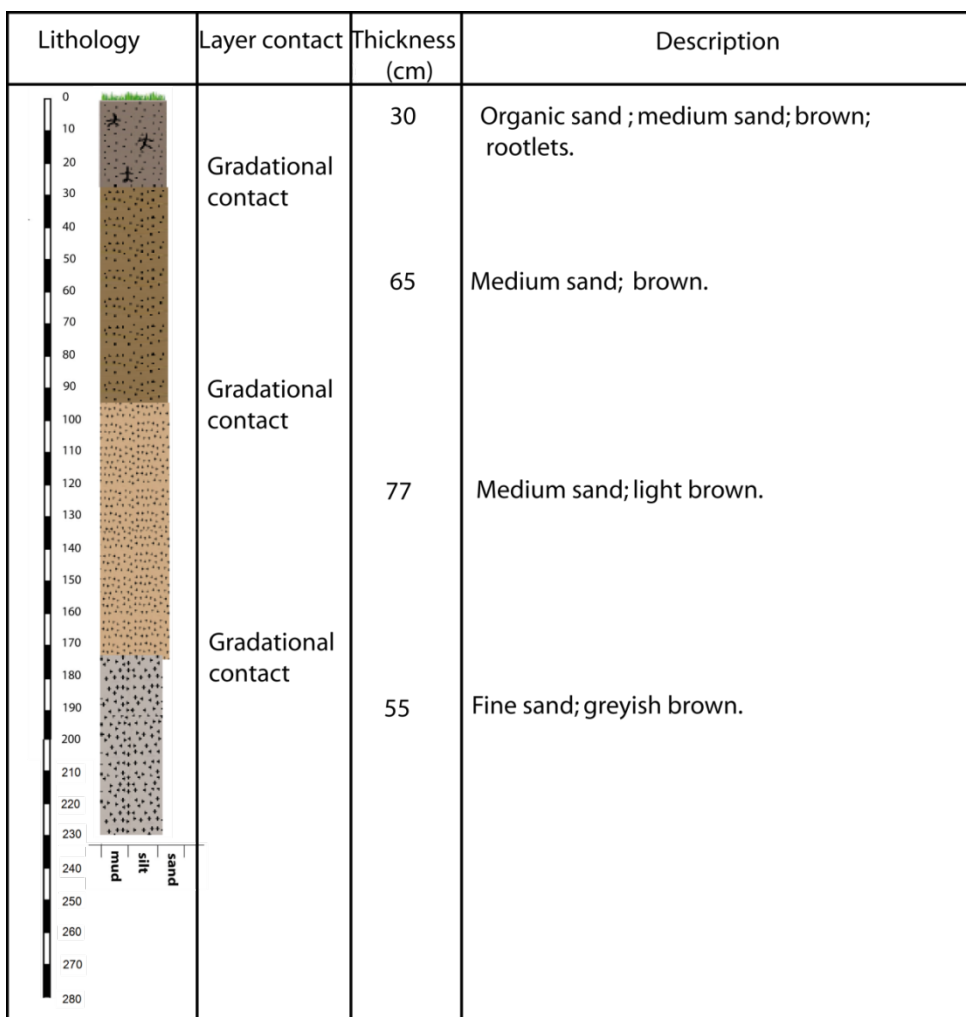 Lithology
Layer contact
Thickness
(cm)
Description
0
10
20
30
40
50
60
70
80
90
100
110
120
130
140
150
160
170
180
190
200
210
220
230
240
250
260
270
280
mud
silt
sand
Gradational
contact
Gradational
contact
Gradational
contact
30
Organic sand ; medium sand; brown;
rootlets.
65
Medium sand; brown.
77
Medium sand; light brown.
55
Fine sand; greyish brown.